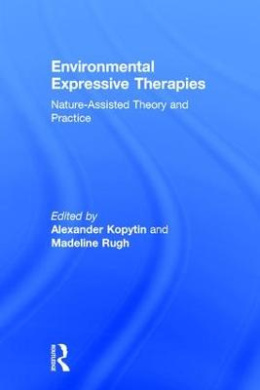 Environmental
Expressive Therapies
Nature-Assisted Theory and
Practice
Edited by
Alexander Kopytin and
Madeline Rugh
ROUTLEDGE